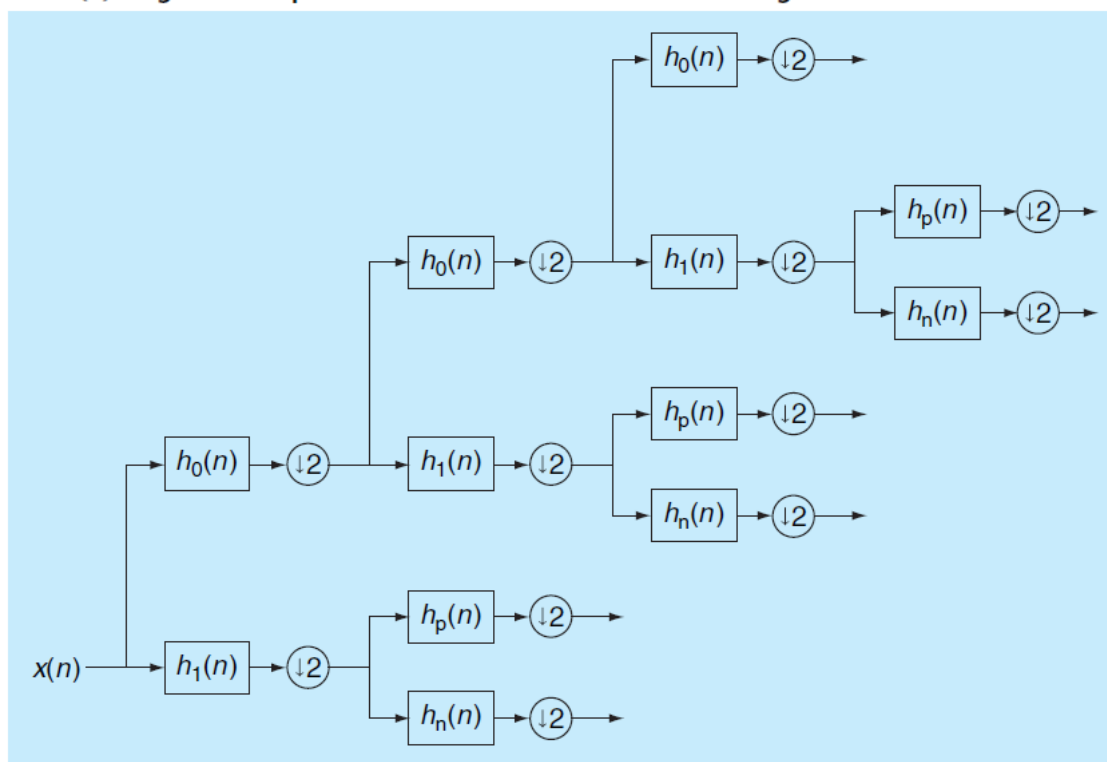 h0(n) ↓2
hp(n) ↓2
h0(n) ↓2 h1(n) ↓2
hn(n) ↓2
hp(n) ↓2
h0(n) ↓2 h1(n) ↓2
hn(n) ↓2
hp(n) ↓2
x(n) h1(n) ↓2
hn(n) ↓2